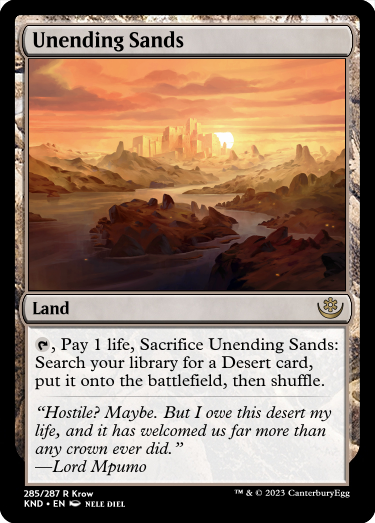 Unending Sands
Land
, Pay 1 life, Sacrifice Unending Sands:
Search your library for a Desert card,
put it onto the battlefield, then shuffle.
“Hostile? Maybe. But I owe this desert my
life, and it has welcomed us far more than
any crown ever did.”
—Lord Mpumo
285/287 R Krow
KND • EN NELE DIEL
™ & © 2023 CanterburyEgg